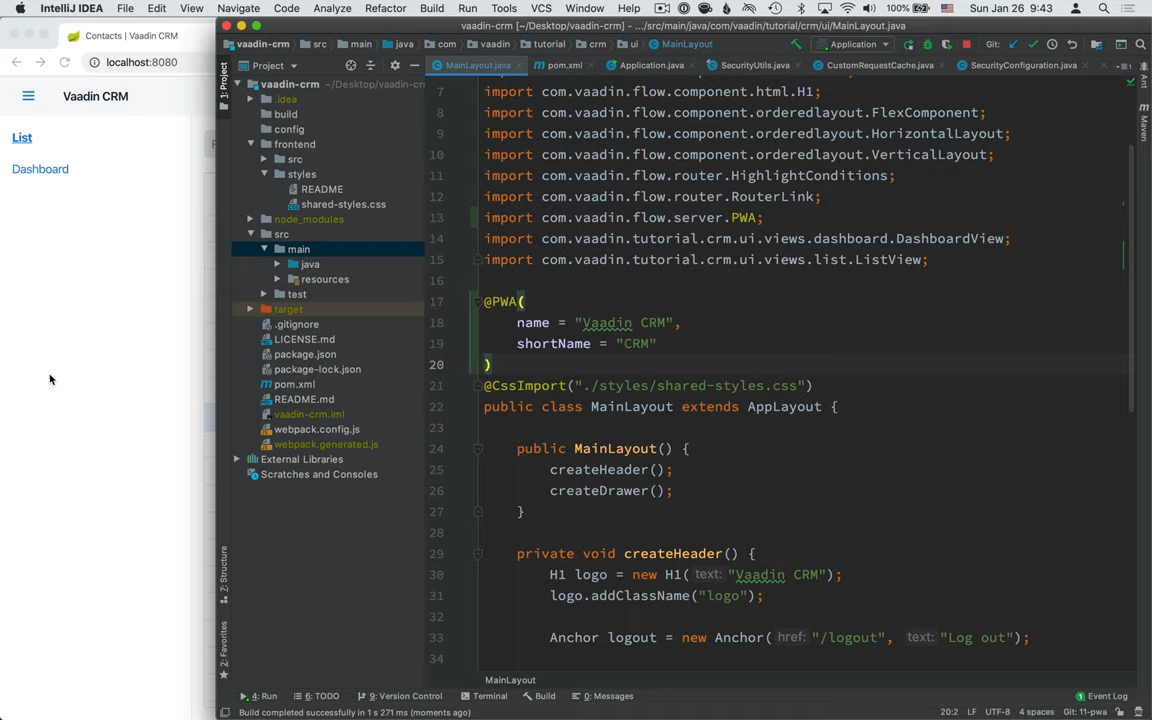 IntelliJ IDEA File Edit View Navigate Code Analyze Refactor Build Run Tools VCS Window Help 100% Sun Jan 26 9:43
vaadin-crm [~/Desktop/vaadin-crm] - .../src/main/java/com/vaadin/tutorial/crm/ui/MainLayout.java
Contacts | Vaadin CRM
localhost:8080
Vaadin CRM
List
Dashboard
vaadin-crm src main java com vaadin tutorial crm ui MainLayout Application Git:
Project MainLayout.java pom.xml Application.java SecurityUtils.java CustomRequestCache.java SecurityConfiguration.java
1: Project
7: Structure
2: Favorites
Ant
Maven
vaadin-crm ~/Desktop/vaadin-crm
.idea
build
config
frontend
src
styles
README
shared-styles.css
node_modules
src
main
java
resources
test
target
.gitignore
LICENSE.md
package.json
package-lock.json
pom.xml
README.md
vaadin-crm.iml
webpack.config.js
webpack.generated.js
External Libraries
Scratches and Consoles
7 import com.vaadin.flow.component.html.H1;
8 import com.vaadin.flow.component.orderedlayout.FlexComponent;
9 import com.vaadin.flow.component.orderedlayout.HorizontalLayout;
10 import com.vaadin.flow.component.orderedlayout.VerticalLayout;
11 import com.vaadin.flow.router.HighlightConditions;
12 import com.vaadin.flow.router.RouterLink;
13 import com.vaadin.flow.server.PWA;
14 import com.vaadin.tutorial.crm.ui.views.dashboard.DashboardView;
15 import com.vaadin.tutorial.crm.ui.views.list.ListView;
16
17 @PWA(
18 name = "Vaadin CRM",
19 shortName = "CRM"
20 )
21 @CssImport("./styles/shared-styles.css")
22 public class MainLayout extends AppLayout {
23
24 public MainLayout() {
25 createHeader();
26 createDrawer();
27 }
28
29 private void createHeader() {
30 H1 logo = new H1( text: "Vaadin CRM");
31 logo.addClassName("logo");
32
33 Anchor logout = new Anchor( href: "/logout", text: "Log out");
34
MainLayout
4: Run 6: TODO 9: Version Control Terminal Build 0: Messages 1 Event Log
Build completed successfully in 1 s 271 ms (moments ago) 20:2 LF UTF-8 4 spaces Git: 11-pwa